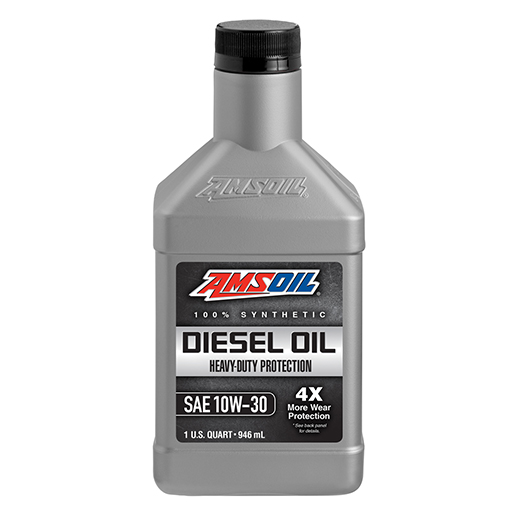 AMSOIL
AMSOIL®
100% SYNTHETIC
DIESEL OIL
HEAVY-DUTY PROTECTION
SAE 10W-30
4X
More Wear
Protection
*See back panel
for details.
1 U.S. QUART • 946 mL